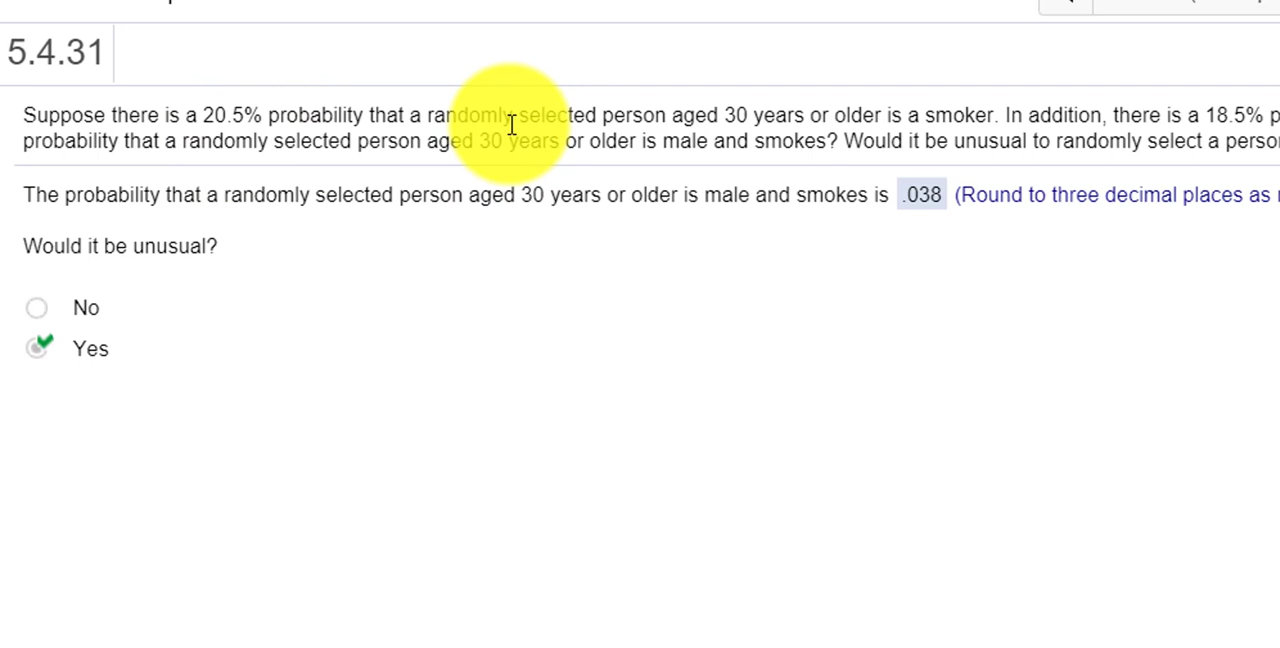 5.4.31
Suppose there is a 20.5% probability that a randomly selected person aged 30 years or older is a smoker. In addition, there is a 18.5%
probability that a randomly selected person aged 30 years or older is male and smokes? Would it be unusual to randomly select a
The probability that a randomly selected person aged 30 years or older is male and smokes is .038 (Round to three decimal places as
Would it be unusual?
No
Yes